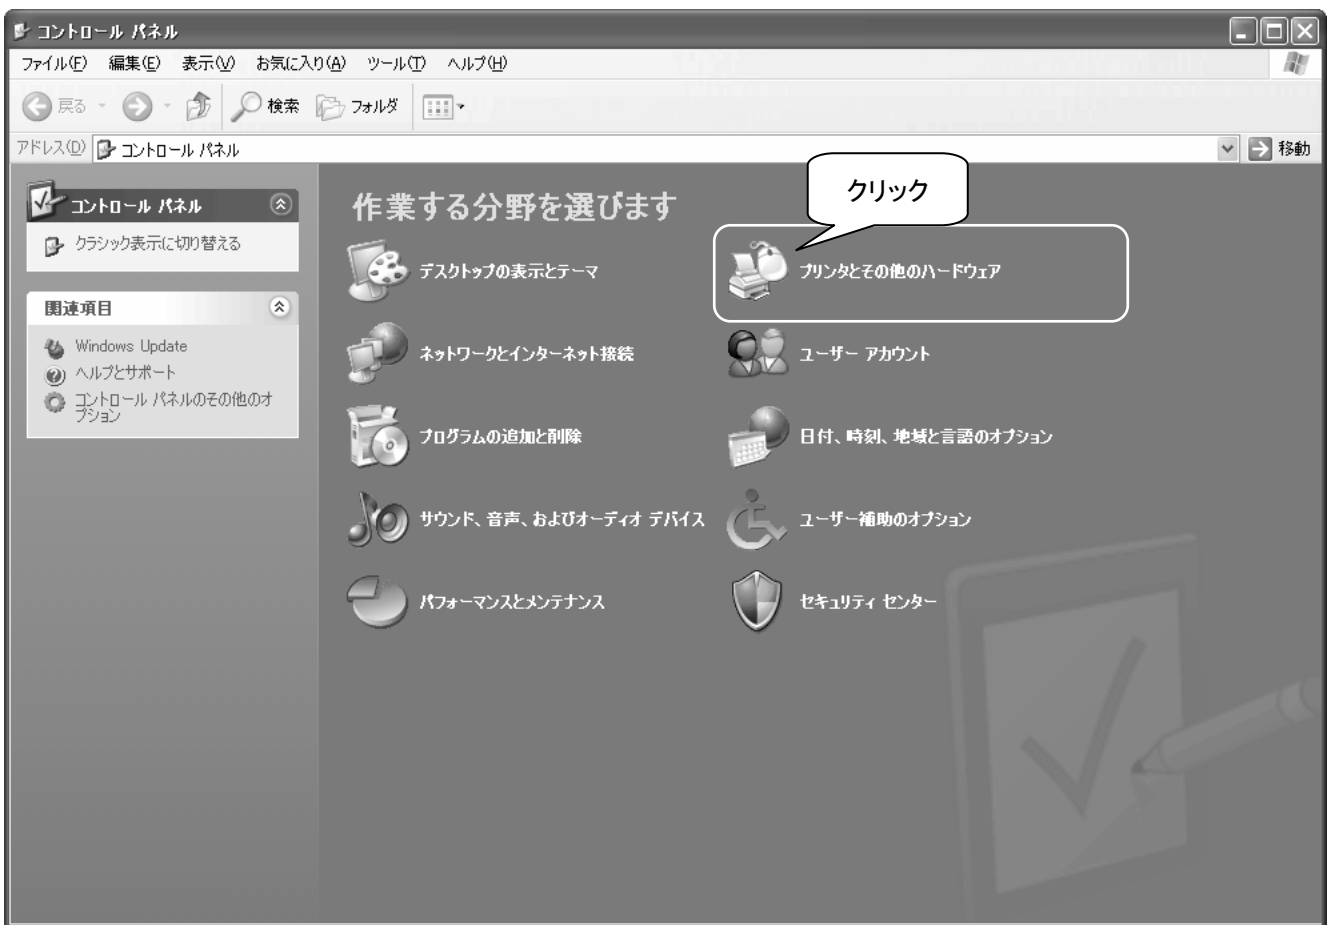 コントロール パネル
ファイル(F) 編集(E) 表示(V) お気に入り(A) ツール(T) ヘルプ(H)
戻る 検索 フォルダ
アドレス(D) コントロール パネル 移動
コントロール パネル
クラシック表示に切り替える
関連項目
Windows Update
ヘルプとサポート
コントロール パネルのその他のオ
プション
作業する分野を選びます
クリック
デスクトップの表示とテーマ
プリンタとその他のハードウェア
ネットワークとインターネット接続
ユーザー アカウント
プログラムの追加と削除
日付、時刻、地域と言語のオプション
サウンド、音声、およびオーディオ デバイス
ユーザー補助のオプション
パフォーマンスとメンテナンス
セキュリティ センター